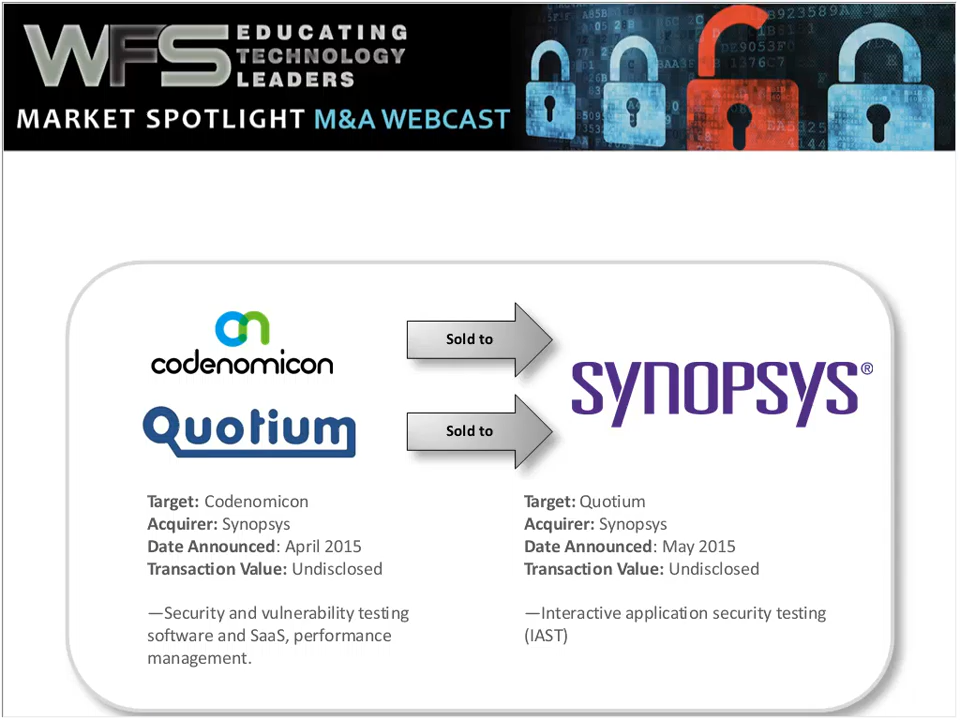 WFS EDUCATING
TECHNOLOGY
LEADERS
MARKET SPOTLIGHT M&A WEBCAST
codenomicon
Sold to
Quotium
Sold to
SYNOPSYS®
Target: Codenomicon
Acquirer: Synopsys
Date Announced: April 2015
Transaction Value: Undisclosed
—Security and vulnerability testing
software and SaaS, performance
management.
Target: Quotium
Acquirer: Synopsys
Date Announced: May 2015
Transaction Value: Undisclosed
—Interactive application security testing
(IAST)